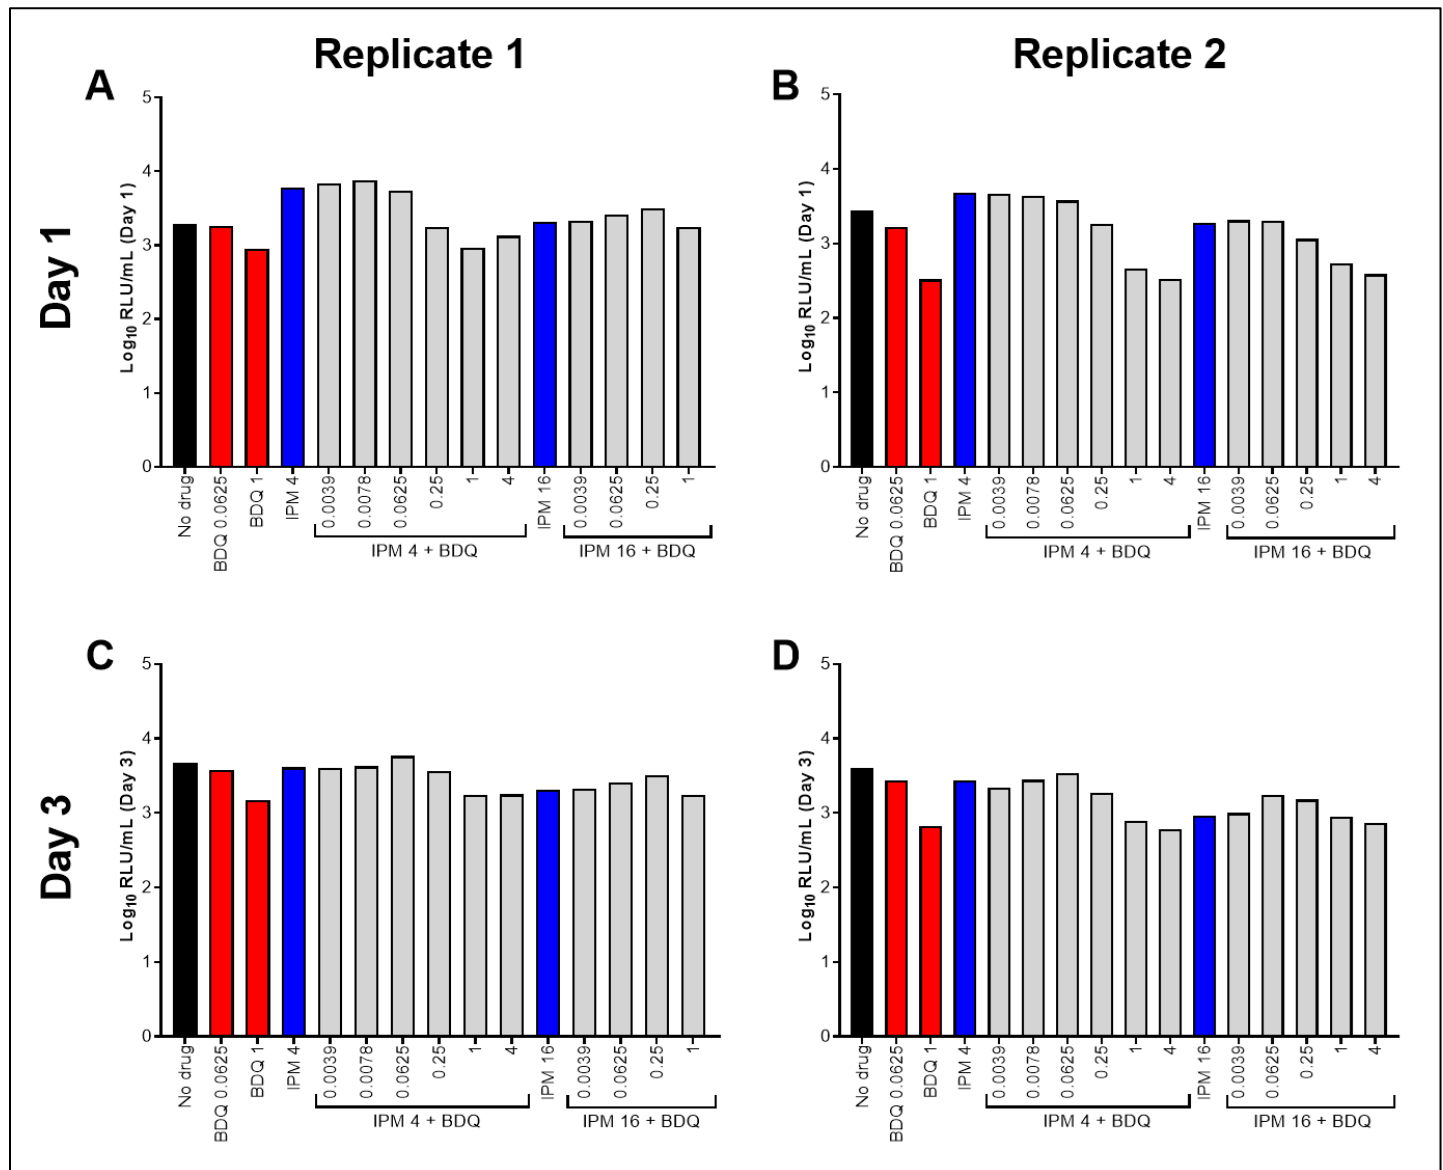 Replicate 1
Replicate 2
Day 1
Day 3
A
Log10 RLU/mL (Day 1)
5
4
3
2
1
0
No drug
BDQ 0.0625
BDQ 1
IPM 4
0.0039
0.0078
0.0625
0.25
1
4
IPM 16
0.0039
0.0625
0.25
1
IPM 4 + BDQ
IPM 16 + BDQ
B
Log10 RLU/mL (Day 1)
5
4
3
2
1
0
No drug
BDQ 0.0625
BDQ 1
IPM 4
0.0039
0.0078
0.0625
0.25
1
4
IPM 16
0.0039
0.0625
0.25
1
4
IPM 4 + BDQ
IPM 16 + BDQ
C
Log10 RLU/mL (Day 3)
5
4
3
2
1
0
No drug
BDQ 0.0625
BDQ 1
IPM 4
0.0039
0.0078
0.0625
0.25
1
4
IPM 16
0.0039
0.0625
0.25
1
IPM 4 + BDQ
IPM 16 + BDQ
D
Log10 RLU/mL (Day 3)
5
4
3
2
1
0
No drug
BDQ 0.0625
BDQ 1
IPM 4
0.0039
0.0078
0.0625
0.25
1
4
IPM 16
0.0039
0.0625
0.25
1
4
IPM 4 + BDQ
IPM 16 + BDQ